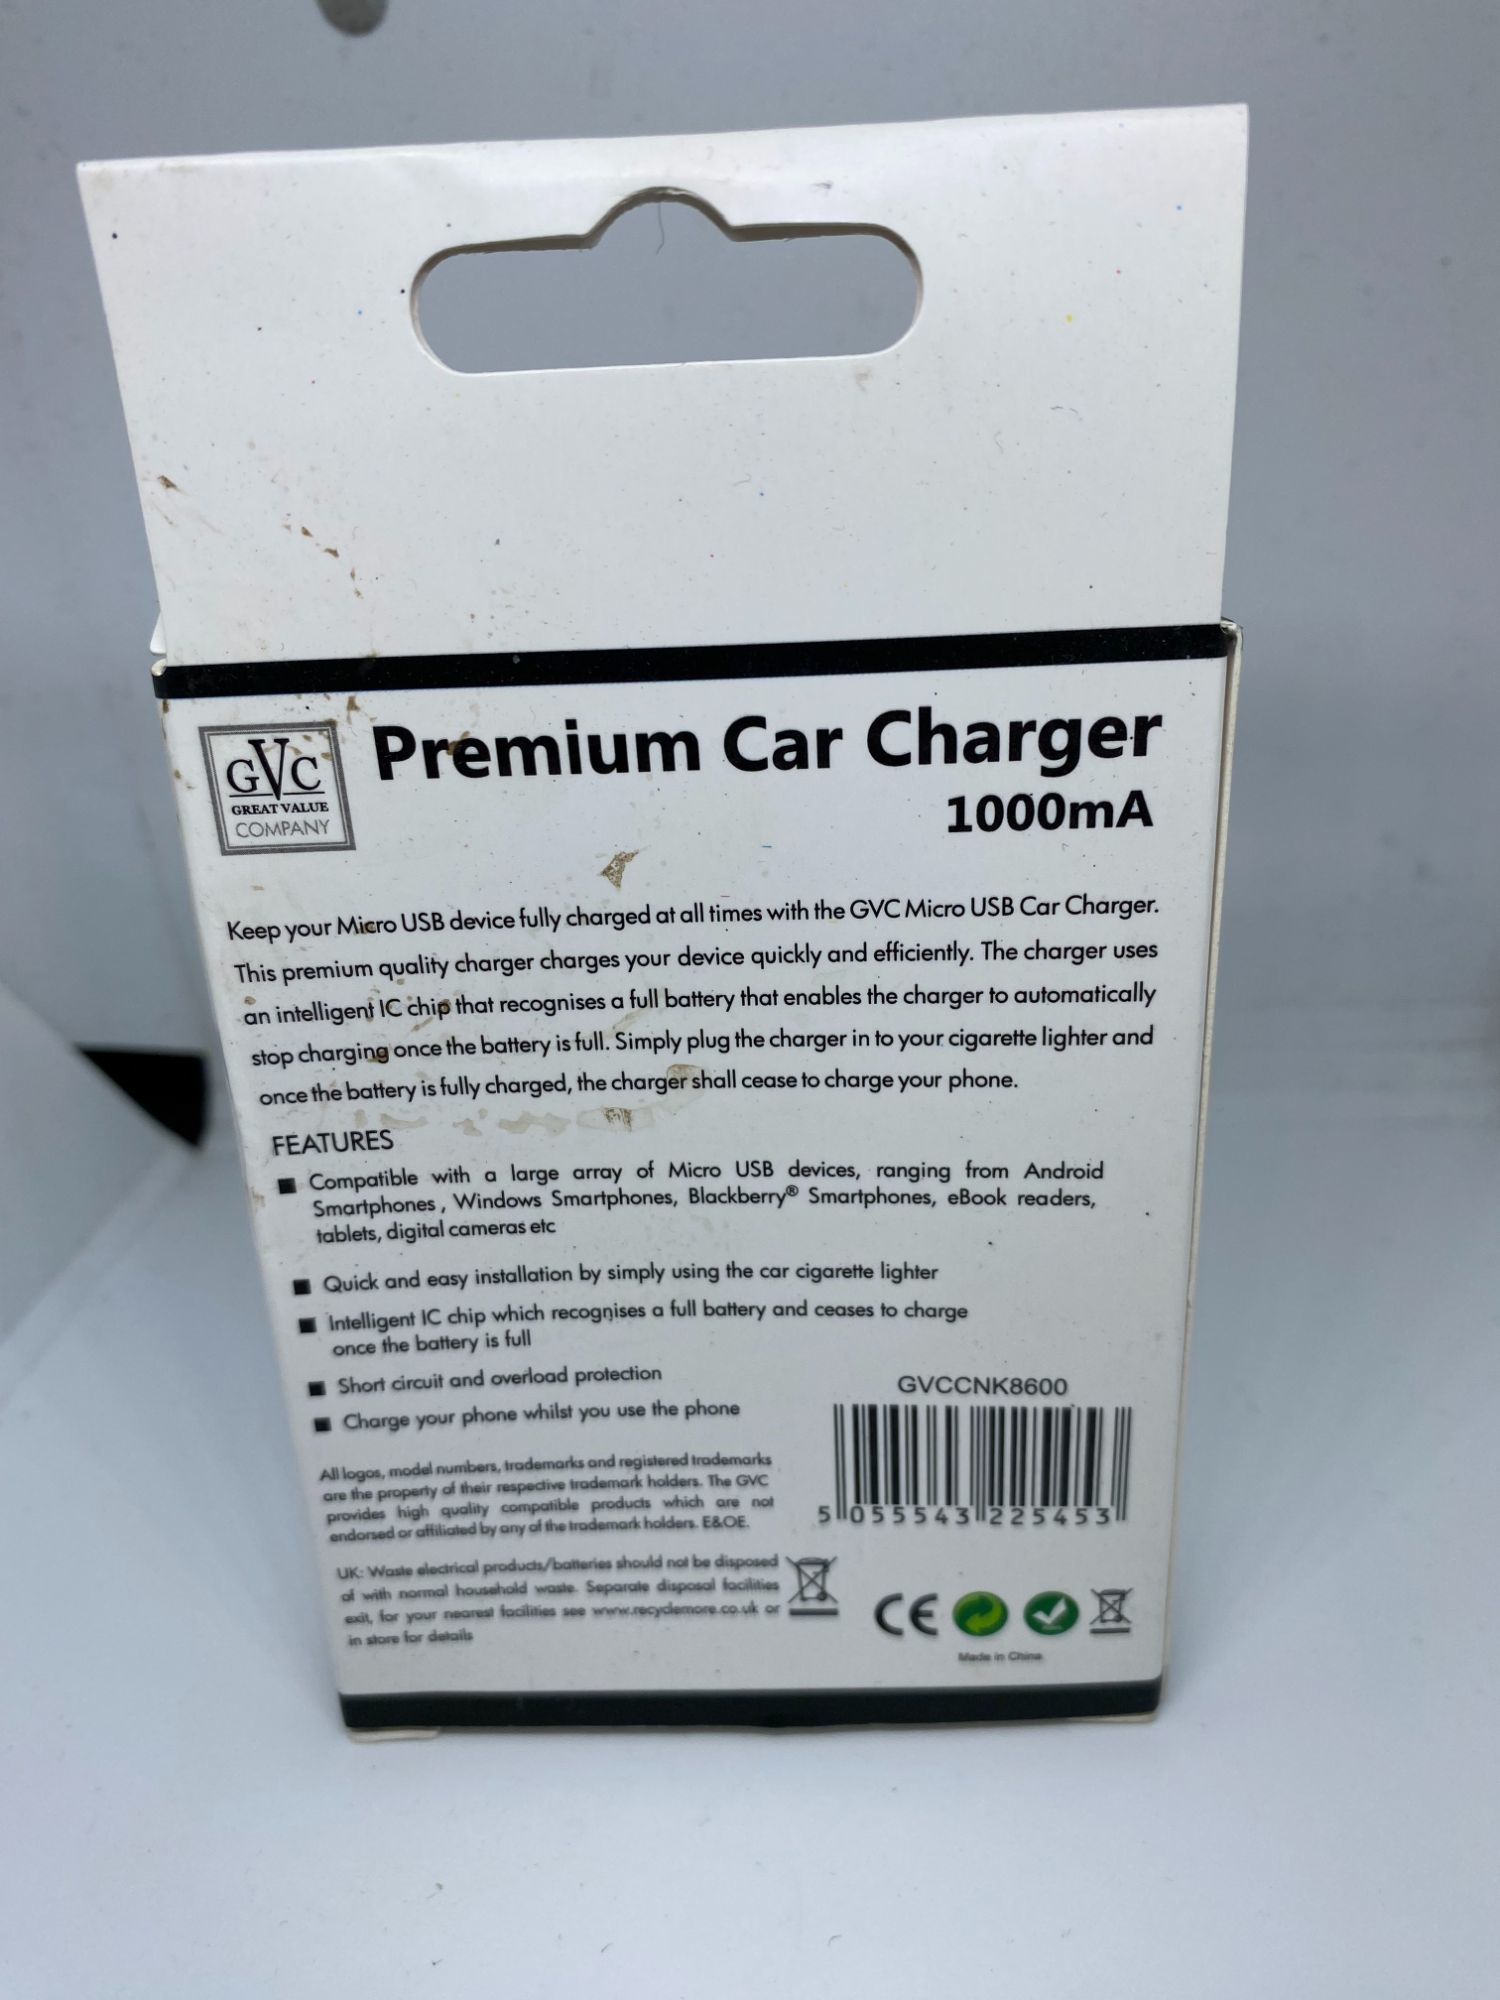 GVC
GREAT VALUE
COMPANY
Premium Car Charger
1000mA
Keep your Micro USB device fully charged at all times with the GVC Micro USB Car Charger.
This premium quality charger charges your device quickly and efficiently. The charger uses
an intelligent IC chip that recognises a full battery that enables the charger to automatically
stop charging once the battery is full. Simply plug the charger in to your cigarette lighter and
once the battery is fully charged, the charger shall cease to charge your phone.
FEATURES
■ Compatible with a large array of Micro USB devices, ranging from Android
Smartphones , Windows Smartphones, Blackberry® Smartphones, eBook readers,
tablets, digital cameras etc
■ Quick and easy installation by simply using the car cigarette lighter
■ Intelligent IC chip which recognises a full battery and ceases to charge
once the battery is full
■ Short circuit and overload protection
■ Charge your phone whilst you use the phone
All logos, model numbers, trademarks and registered trademarks
are the property of their respective trademark holders. The GVC
provides high quality compatible products which are not
endorsed or affiliated by any of the trademark holders. E&OE.
UK: Waste electrical products/batteries should not be disposed
of with normal household waste. Separate disposal facilities
exit, for your nearest facilities see www.recyclemore.co.uk or
in store for details
GVCCNK8600
5 055543 225453
CE
Made in China